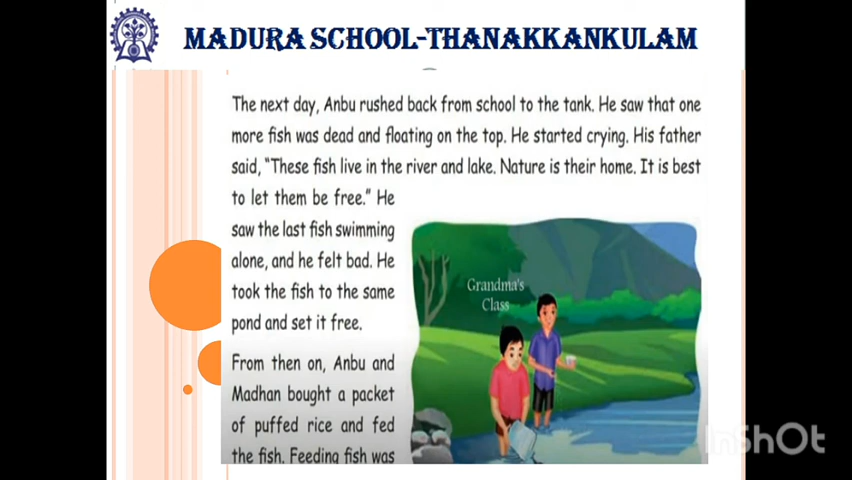 MADURA SCHOOL-THANAKKANKULAM
The next day, Anbu rushed back from school to the tank. He saw that one
more fish was dead and floating on the top. He started crying. His father
said, “These fish live in the river and lake. Nature is their home. It is best
to let them be free.” He
saw the last fish swimming
alone, and he felt bad. He
took the fish to the same
pond and set it free.
From then on, Anbu and
Madhan bought a packet
of puffed rice and fed
the fish. Feeding fish was
Grandma's
Class
InShOt